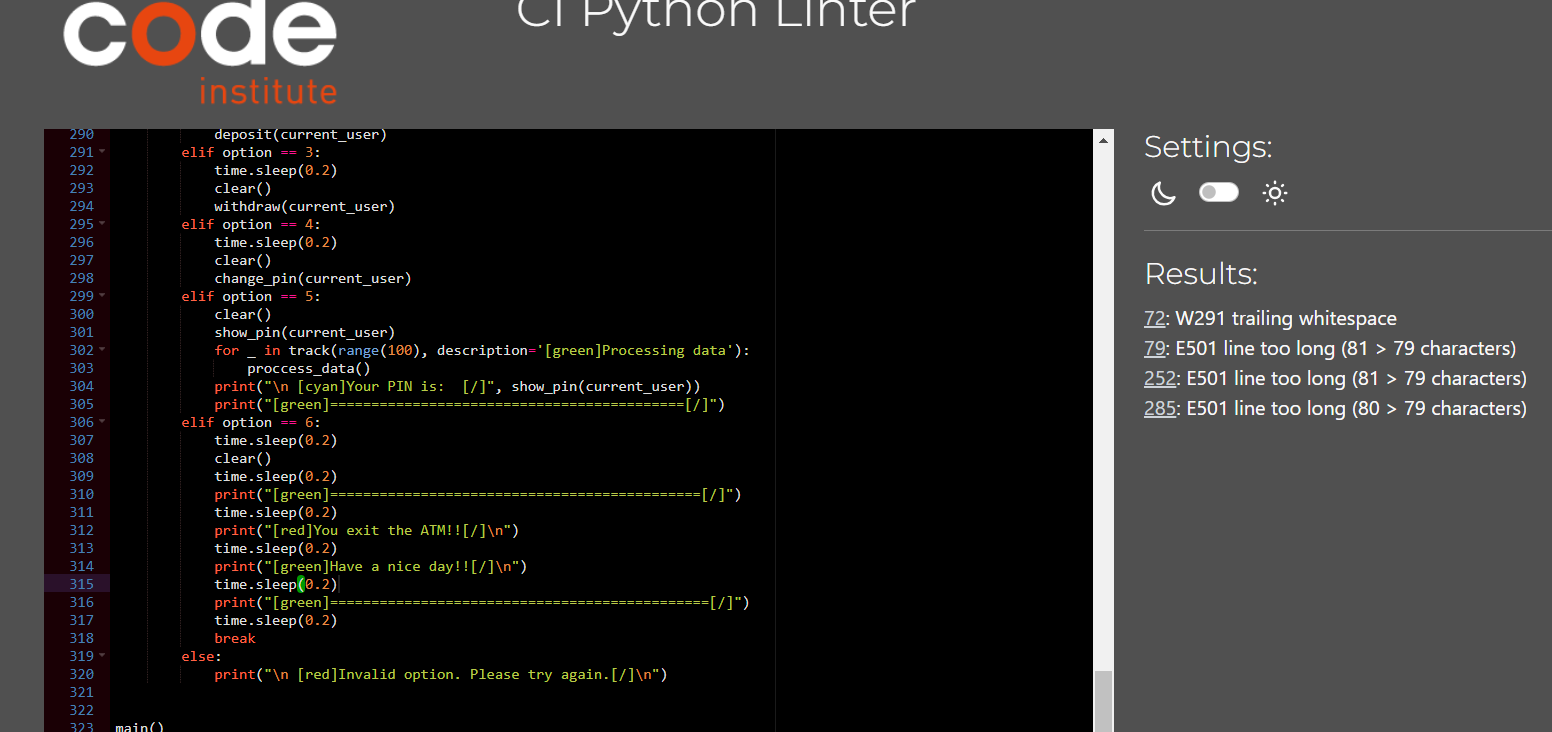 code
institute
CI Python Linter
290 deposit(current_user)
291 elif option == 3:
292 time.sleep(0.2)
293 clear()
294 withdraw(current_user)
295 elif option == 4:
296 time.sleep(0.2)
297 clear()
298 change_pin(current_user)
299 elif option == 5:
300 clear()
301 show_pin(current_user)
302 for _ in track(range(100), description='[green]Processing data'):
303 proccess_data()
304 print("\n [cyan]Your PIN is:  [/]", show_pin(current_user))
305 print("[green]===========================================[/]")
306 elif option == 6:
307 time.sleep(0.2)
308 clear()
309 time.sleep(0.2)
310 print("[green]=============================================[/]")
311 time.sleep(0.2)
312 print("[red]You exit the ATM!![/]\n")
313 time.sleep(0.2)
314 print("[green]Have a nice day!![/]\n")
315 time.sleep(0.2)
316 print("[green]==============================================[/]")
317 time.sleep(0.2)
318 break
319 else:
320 print("\n [red]Invalid option. Please try again.[/]\n")
321
322
323 main()
Settings:
Results:
72: W291 trailing whitespace
79: E501 line too long (81 > 79 characters)
252: E501 line too long (81 > 79 characters)
285: E501 line too long (80 > 79 characters)